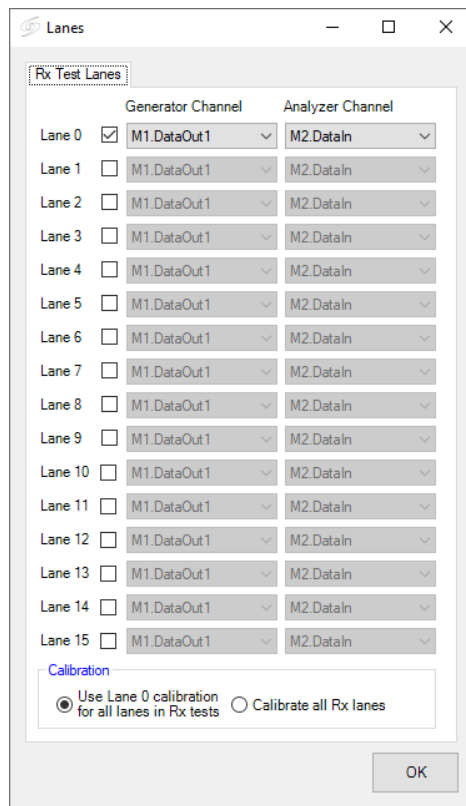 Lanes
Rx Test Lanes
Generator Channel Analyzer Channel
Lane 0 M1.DataOut1 M2.DataIn
Lane 1 M1.DataOut1 M2.DataIn
Lane 2 M1.DataOut1 M2.DataIn
Lane 3 M1.DataOut1 M2.DataIn
Lane 4 M1.DataOut1 M2.DataIn
Lane 5 M1.DataOut1 M2.DataIn
Lane 6 M1.DataOut1 M2.DataIn
Lane 7 M1.DataOut1 M2.DataIn
Lane 8 M1.DataOut1 M2.DataIn
Lane 9 M1.DataOut1 M2.DataIn
Lane 10 M1.DataOut1 M2.DataIn
Lane 11 M1.DataOut1 M2.DataIn
Lane 12 M1.DataOut1 M2.DataIn
Lane 13 M1.DataOut1 M2.DataIn
Lane 14 M1.DataOut1 M2.DataIn
Lane 15 M1.DataOut1 M2.DataIn
Calibration
Use Lane 0 calibration
for all lanes in Rx tests
Calibrate all Rx lanes
OK